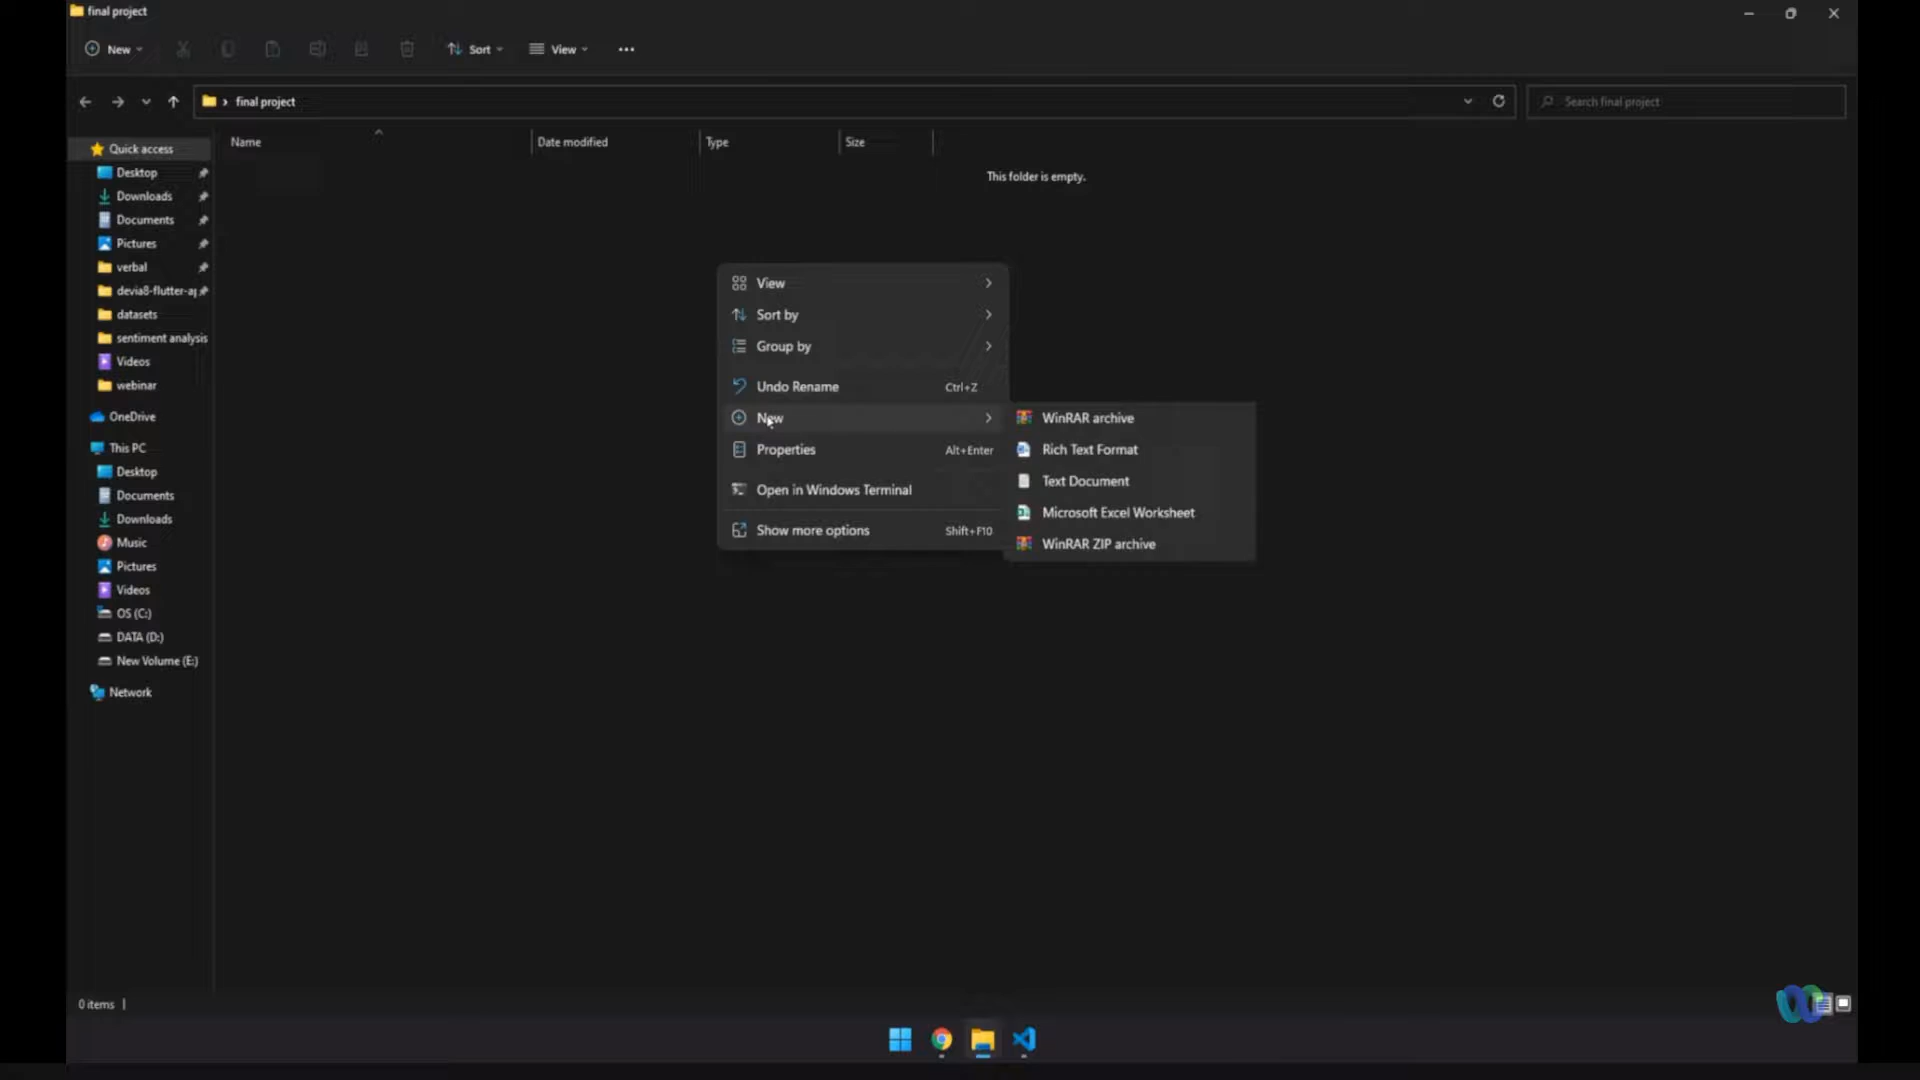 final project
New
Sort
View
final project
Search final project
Name
Date modified
Type
Size
This folder is empty.
Quick access
Desktop
Downloads
Documents
Pictures
verbal
devia8-flutter-ap
datasets
sentiment analysis
Videos
webinar
OneDrive
This PC
Desktop
Documents
Downloads
Music
Pictures
Videos
OS (C:)
DATA (D:)
New Volume (E:)
Network
View
Sort by
Group by
Undo Rename Ctrl+Z
New
Properties Alt+Enter
Open in Windows Terminal
Show more options Shift+F10
WinRAR archive
Rich Text Format
Text Document
Microsoft Excel Worksheet
WinRAR ZIP archive
0 items